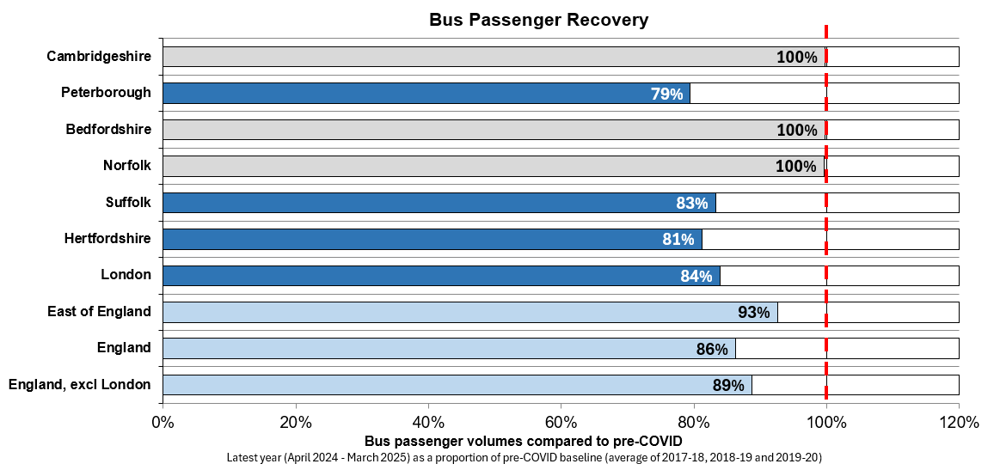 Bus Passenger Recovery
Cambridgeshire 100%
Peterborough 79%
Bedfordshire 100%
Norfolk 100%
Suffolk 83%
Hertfordshire 81%
London 84%
East of England 93%
England 86%
England, excl London 89%
0% 20% 40% 60% 80% 100% 120%
Bus passenger volumes compared to pre-COVID
Latest year (April 2024 - March 2025) as a proportion of pre-COVID baseline (average of 2017-18, 2018-19 and 2019-20)